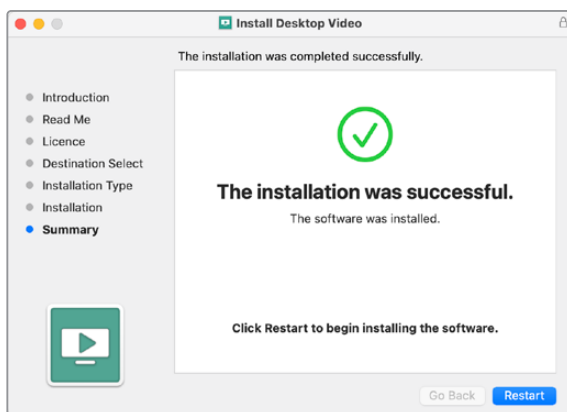 Install Desktop Video
The installation was completed successfully.
Introduction
Read Me
Licence
Destination Select
Installation Type
Installation
Summary
The installation was successful.
The software was installed.
Click Restart to begin installing the software.
Go Back
Restart